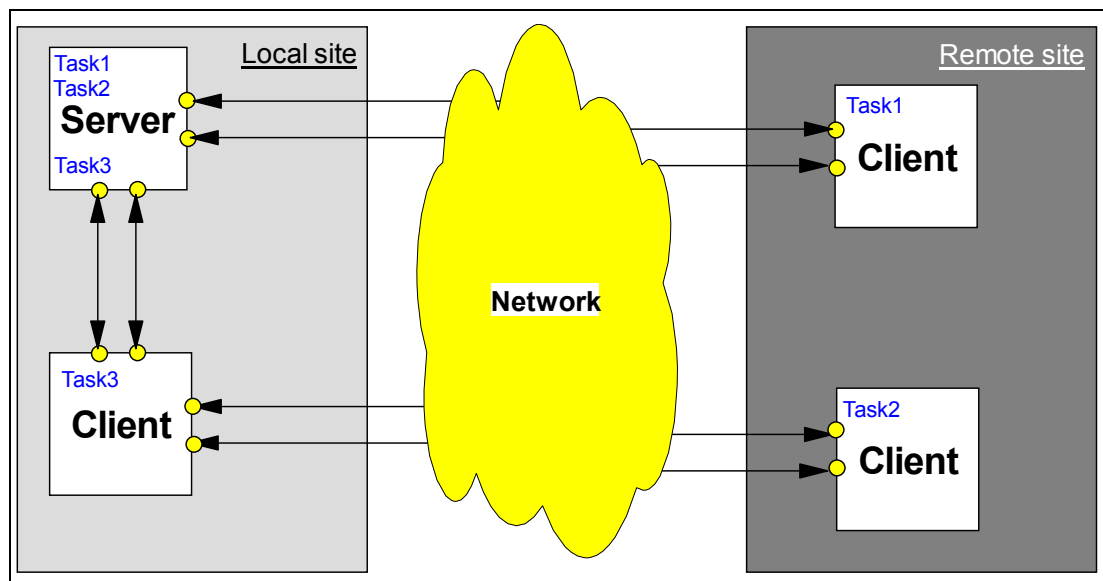 Local site
Task1
Task2
Server
Task3
Task3
Client
Network
Remote site
Task1
Client
Task2
Client